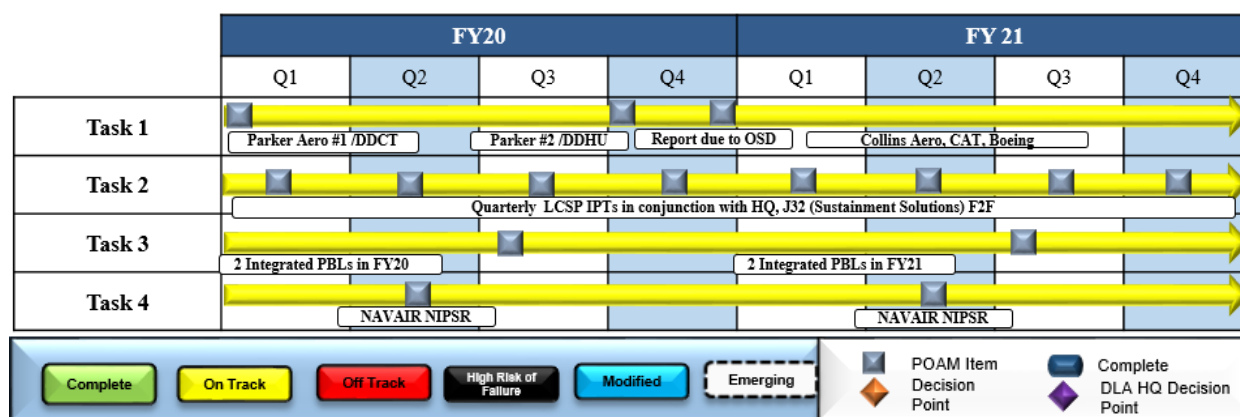 FY20 FY 21
Q1 Q2 Q3 Q4 Q1 Q2 Q3 Q4
Task 1
Parker Aero #1 /DDCT Parker #2 /DDHU Report due to OSD Collins Aero, CAT, Boeing
Task 2
Quarterly LCSP IPTs in conjunction with HQ, J32 (Sustainment Solutions) F2F
Task 3
2 Integrated PBLs in FY20 2 Integrated PBLs in FY21
Task 4
NAVAIR NIPSR NAVAIR NIPSR
Complete On Track Off Track High Risk of Failure Modified Emerging
POAM Item Complete
Decision Point DLA HQ Decision Point